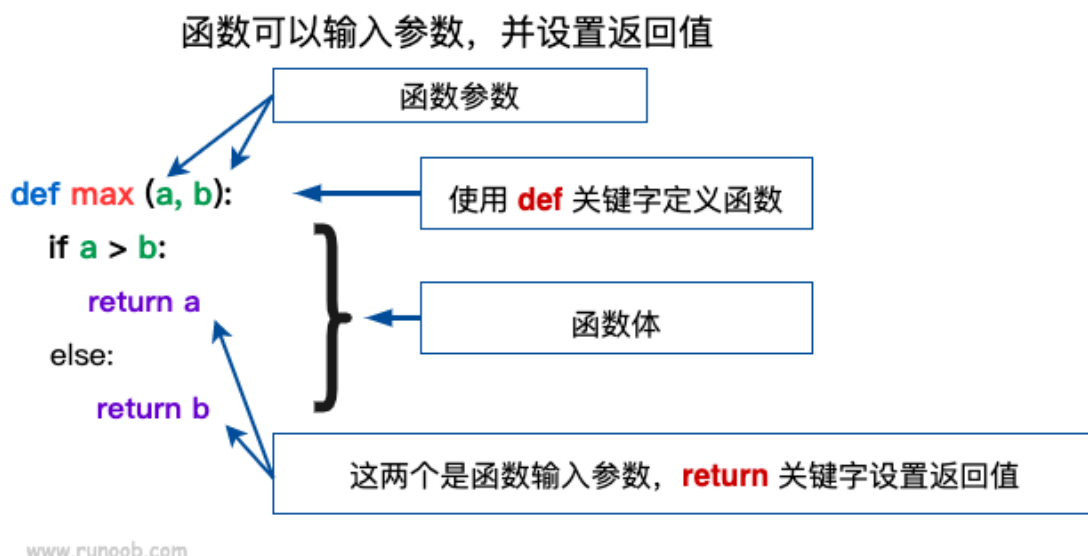 函数可以输入参数，并设置返回值
函数参数
def max (a, b):
使用 def 关键字定义函数
if a > b:
return a
函数体
else:
return b
这两个是函数输入参数，return 关键字设置返回值
www.runoob.com